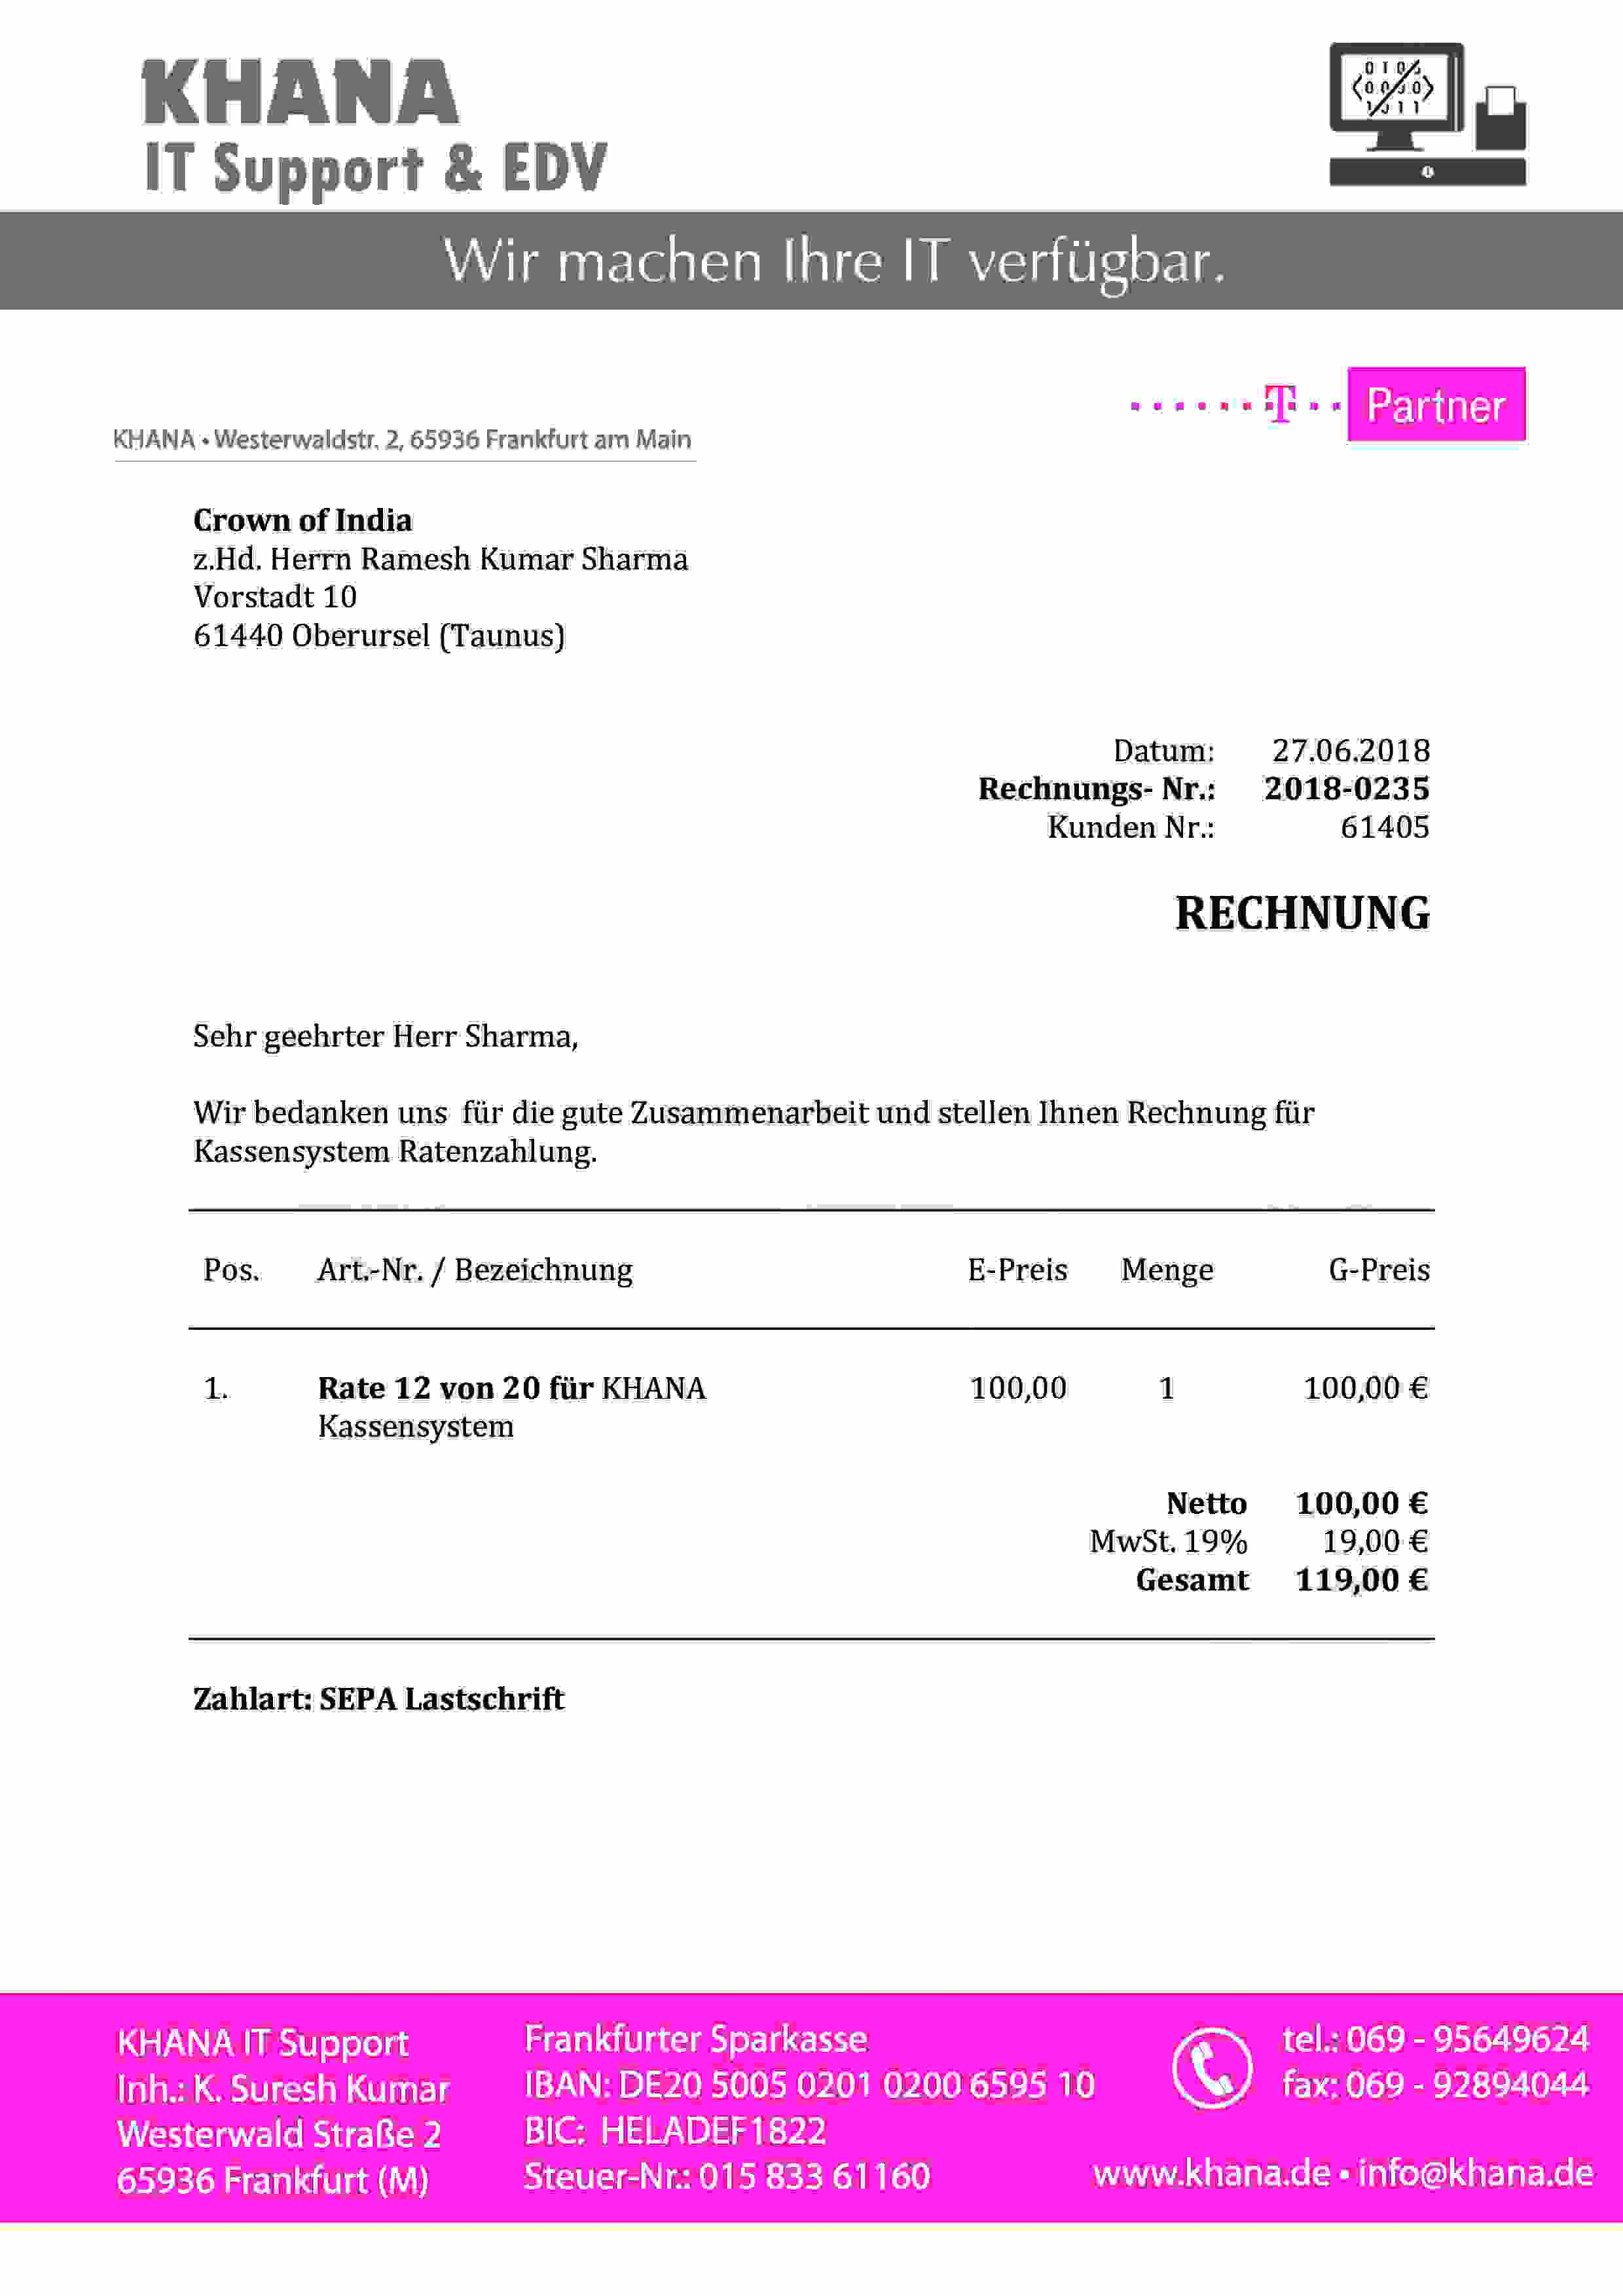 KHANA
IT Support & EDV
Wir machen Ihre IT verfügbar.
T Partner
KHANA • Westerwaldstr. 2, 65936 Frankfurt am Main
Crown of India
z.Hd. Herrn Ramesh Kumar Sharma
Vorstadt 10
61440 Oberursel (Taunus)
Datum: 27.06.2018
Rechnungs- Nr.: 2018-0235
Kunden Nr.: 61405
RECHNUNG
Sehr geehrter Herr Sharma,
Wir bedanken uns für die gute Zusammenarbeit und stellen Ihnen Rechnung für
Kassensystem Ratenzahlung.
Pos. Art.-Nr. / Bezeichnung E-Preis Menge G-Preis
1. Rate 12 von 20 für KHANA 100,00 1 100,00 €
Kassensystem
Netto 100,00 €
MwSt. 19% 19,00 €
Gesamt 119,00 €
Zahlart: SEPA Lastschrift
KHANA IT Support
Inh.: K. Suresh Kumar
Westerwald Straße 2
65936 Frankfurt (M)
Frankfurter Sparkasse
IBAN: DE20 5005 0201 0200 6595 10
BIC: HELADEF1822
Steuer-Nr.: 015 833 61160
tel.: 069 - 95649624
fax: 069 - 92894044
www.khana.de • info@khana.de